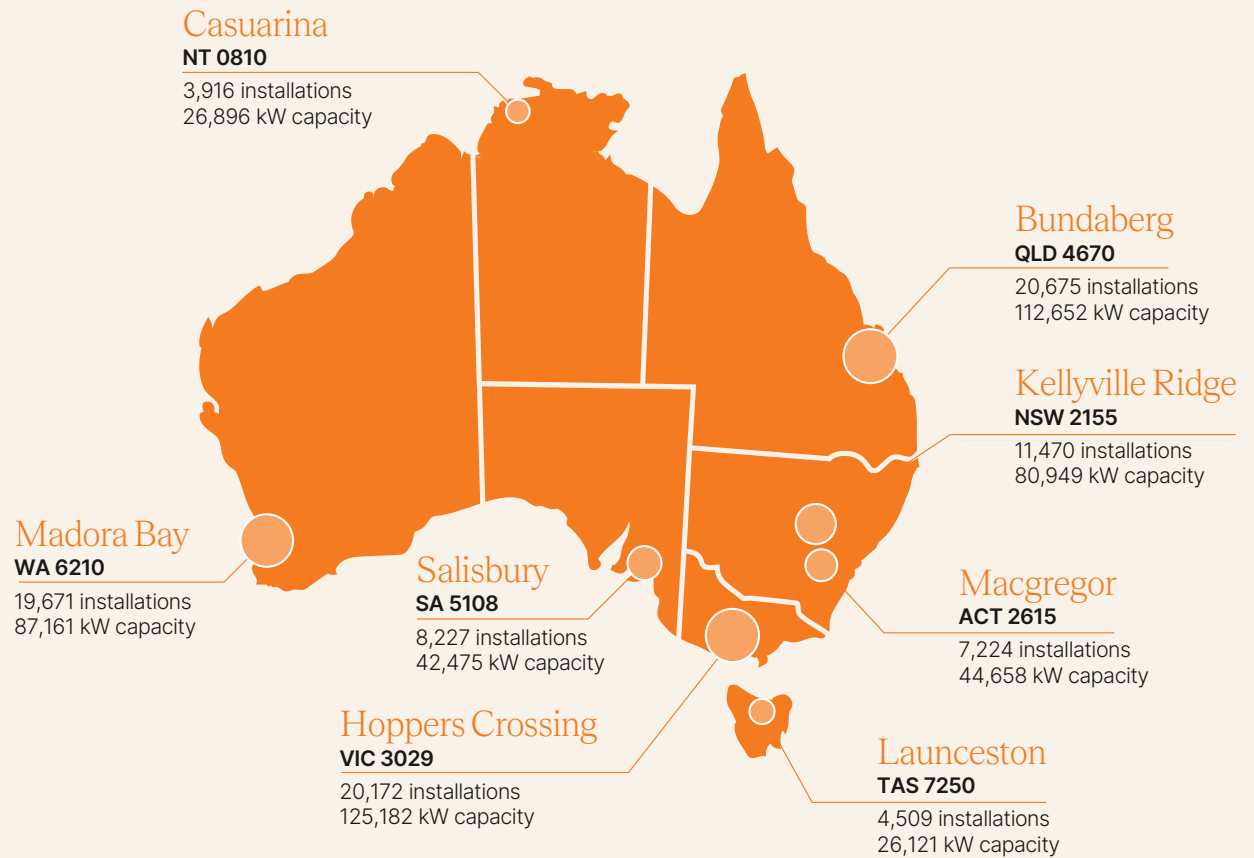 Casuarina
NT 0810
3,916 installations
26,896 kW capacity
Bundaberg
QLD 4670
20,675 installations
112,652 kW capacity
Kellyville Ridge
NSW 2155
11,470 installations
80,949 kW capacity
Madora Bay
WA 6210
19,671 installations
87,161 kW capacity
Salisbury
SA 5108
8,227 installations
42,475 kW capacity
Macgregor
ACT 2615
7,224 installations
44,658 kW capacity
Hoppers Crossing
VIC 3029
20,172 installations
125,182 kW capacity
Launceston
TAS 7250
4,509 installations
26,121 kW capacity